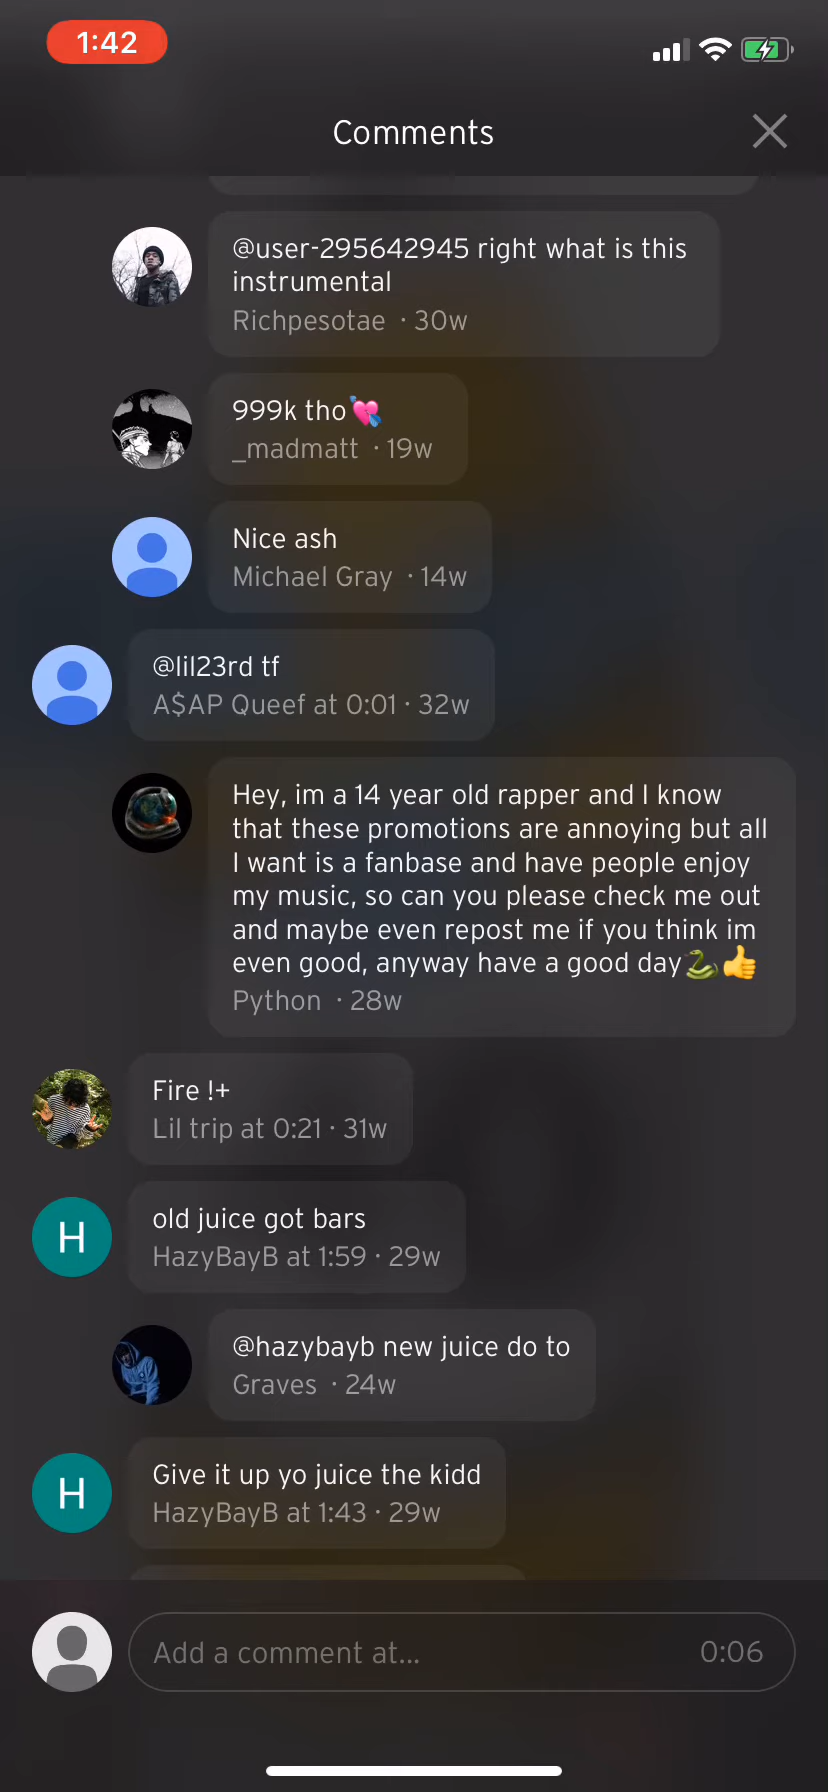 1:42
Comments
@user-295642945 right what is this
instrumental
Richpesotae · 30w
999k tho💘
_madmatt · 19w
Nice ash
Michael Gray · 14w
@lil23rd tf
A$AP Queef at 0:01 · 32w
Hey, im a 14 year old rapper and I know
that these promotions are annoying but all
I want is a fanbase and have people enjoy
my music, so can you please check me out
and maybe even repost me if you think im
even good, anyway have a good day🐍👍
Python · 28w
Fire !+
Lil trip at 0:21 · 31w
H
old juice got bars
HazyBayB at 1:59 · 29w
@hazybayb new juice do to
Graves · 24w
H
Give it up yo juice the kidd
HazyBayB at 1:43 · 29w
Add a comment at... 0:06